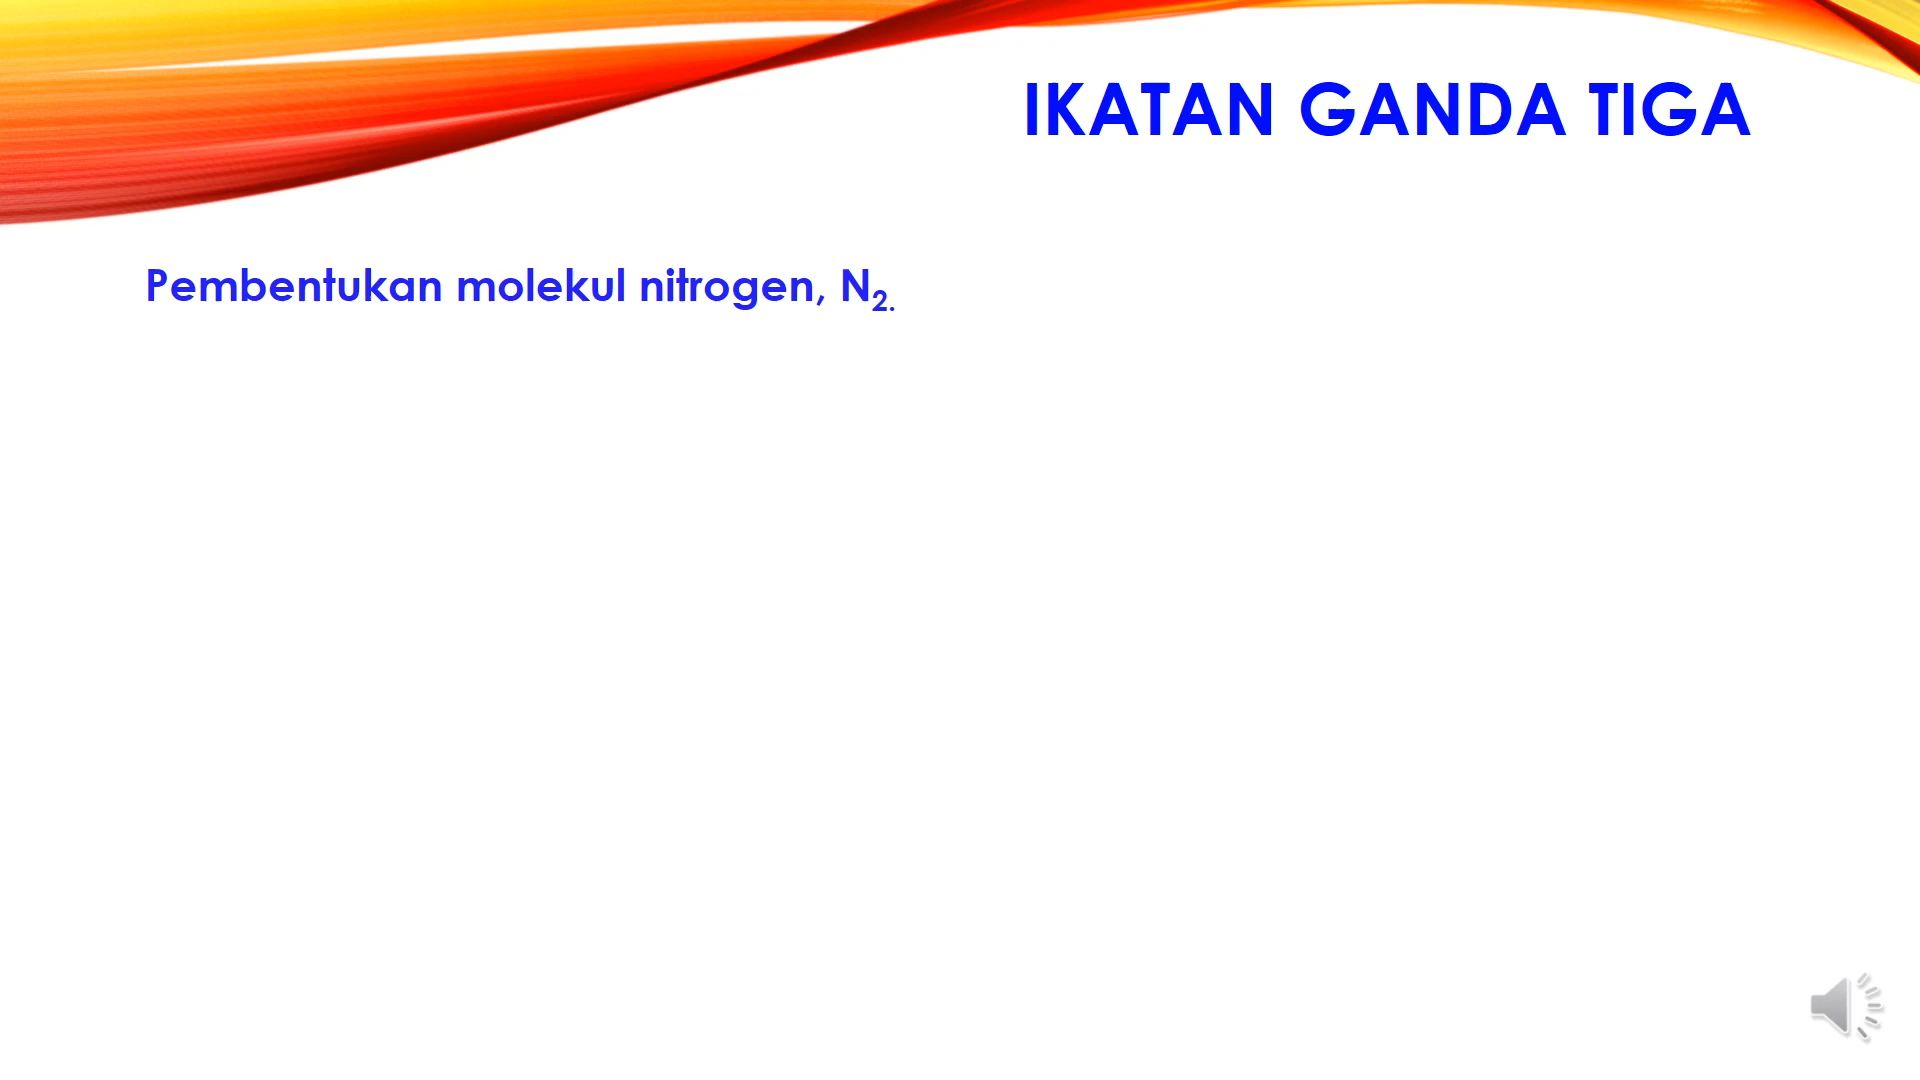 IKATAN GANDA TIGA
Pembentukan molekul nitrogen, N₂.